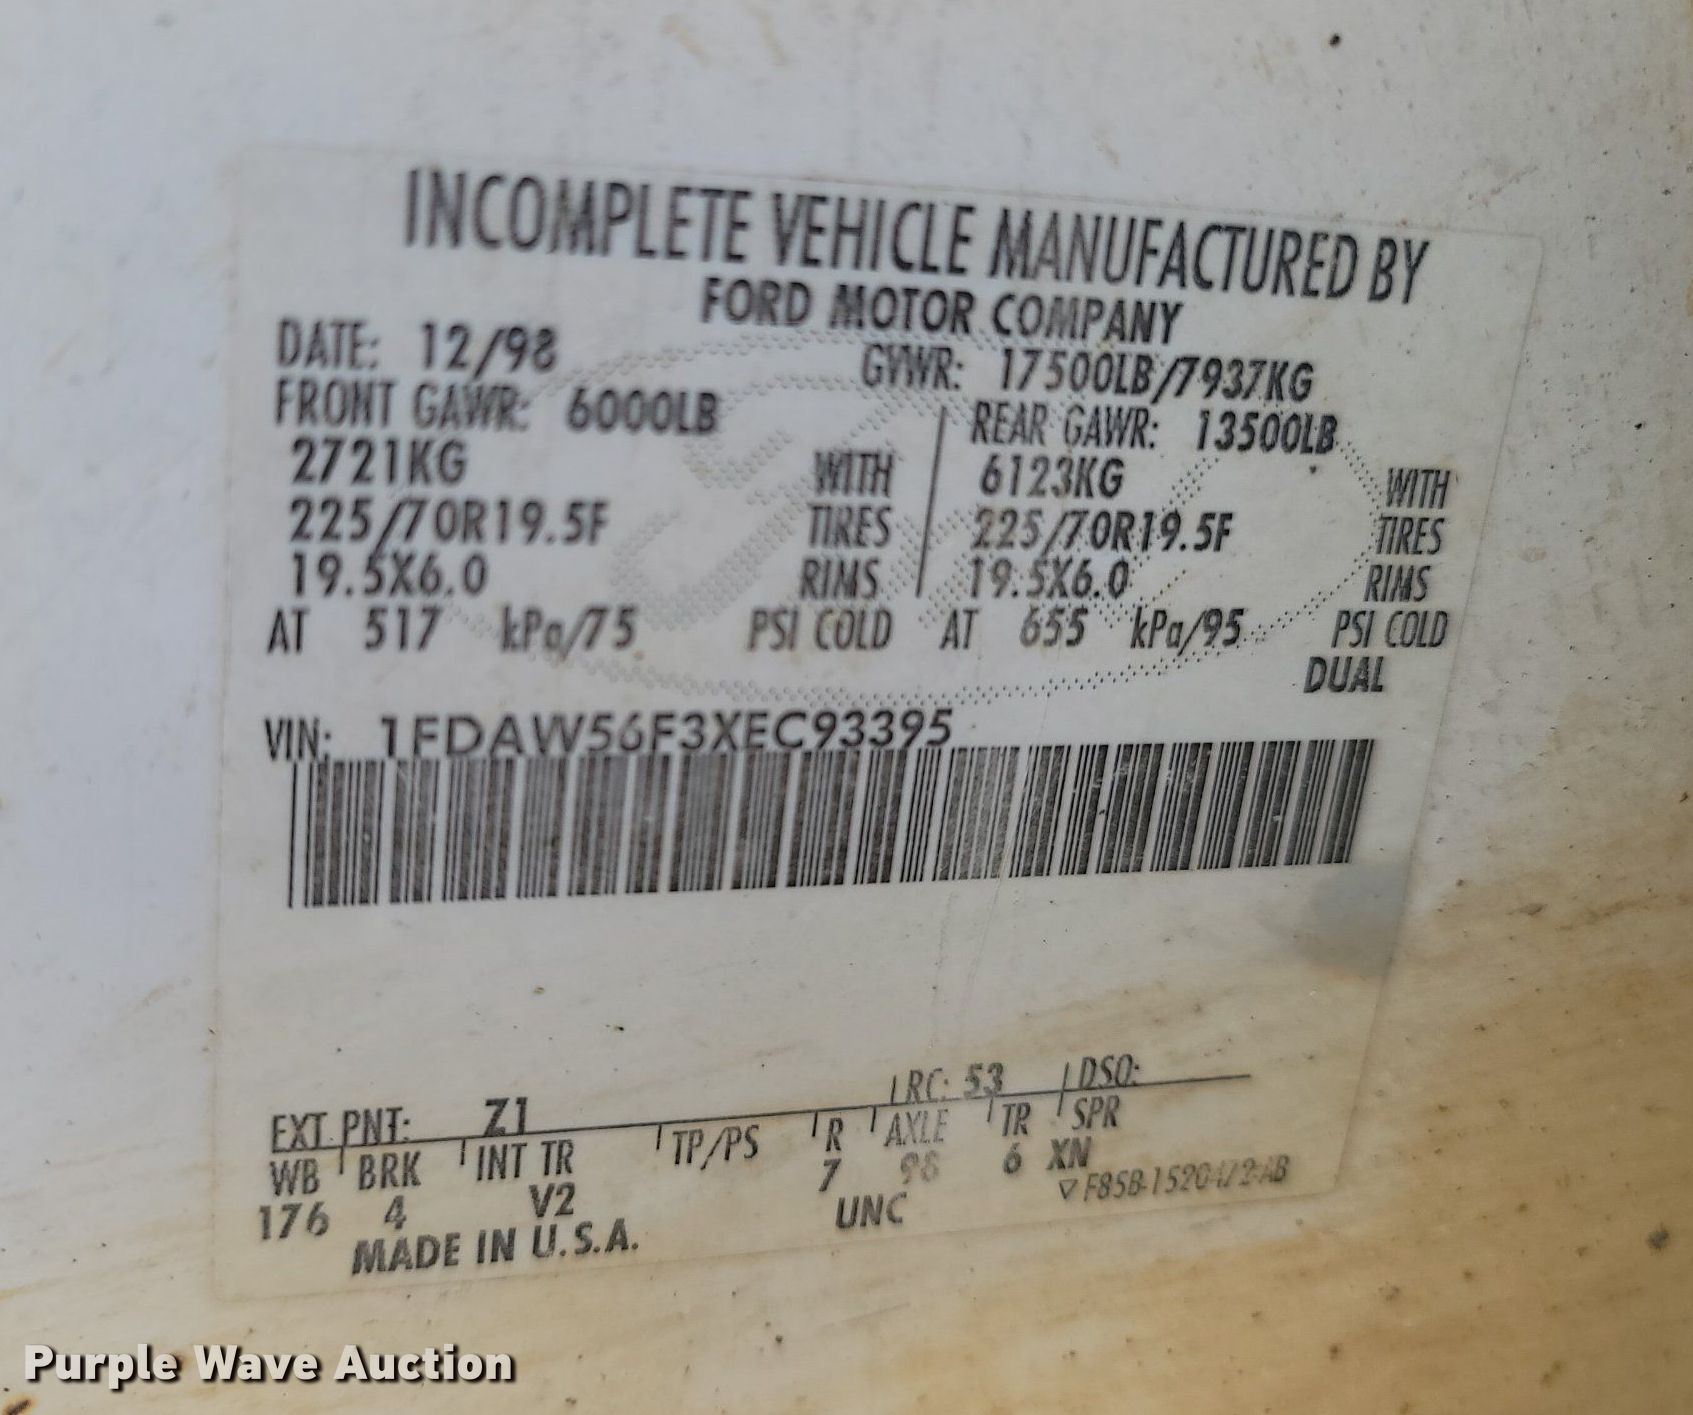 INCOMPLETE VEHICLE MANUFACTURED BY
FORD MOTOR COMPANY
DATE: 12/98 GVWR: 17500LB/7937KG
FRONT GAWR: 6000LB REAR GAWR: 13500LB
2721KG WITH 6123KG WITH
225/70R19.5F TIRES 225/70R19.5F TIRES
19.5X6.0 RIMS 19.5X6.0 RIMS
AT 517 kPa/75 PSI COLD AT 655 kPa/95 PSI COLD
DUAL
VIN: 1FDAW56F3XEC93395
EXT PNT: Z1 RC: 53 DSO:
WB BRK INT TR TP/PS R AXLE TR SPR
176 4 V2 7 98 6 XN
UNC
MADE IN U.S.A.
Purple Wave Auction